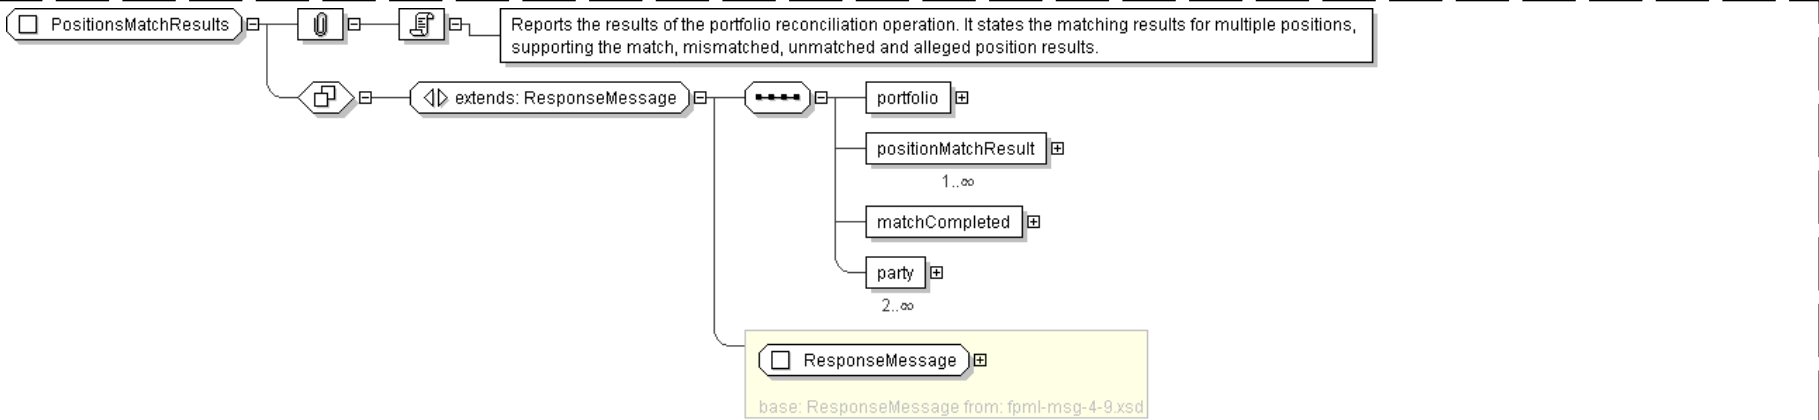 PositionsMatchResults
Reports the results of the portfolio reconciliation operation. It states the matching results for multiple positions,
supporting the match, mismatched, unmatched and alleged position results.
extends: ResponseMessage
portfolio
positionMatchResult
1..∞
matchCompleted
party
2..∞
ResponseMessage
base: ResponseMessage from: fpml-msg-4-9.xsd